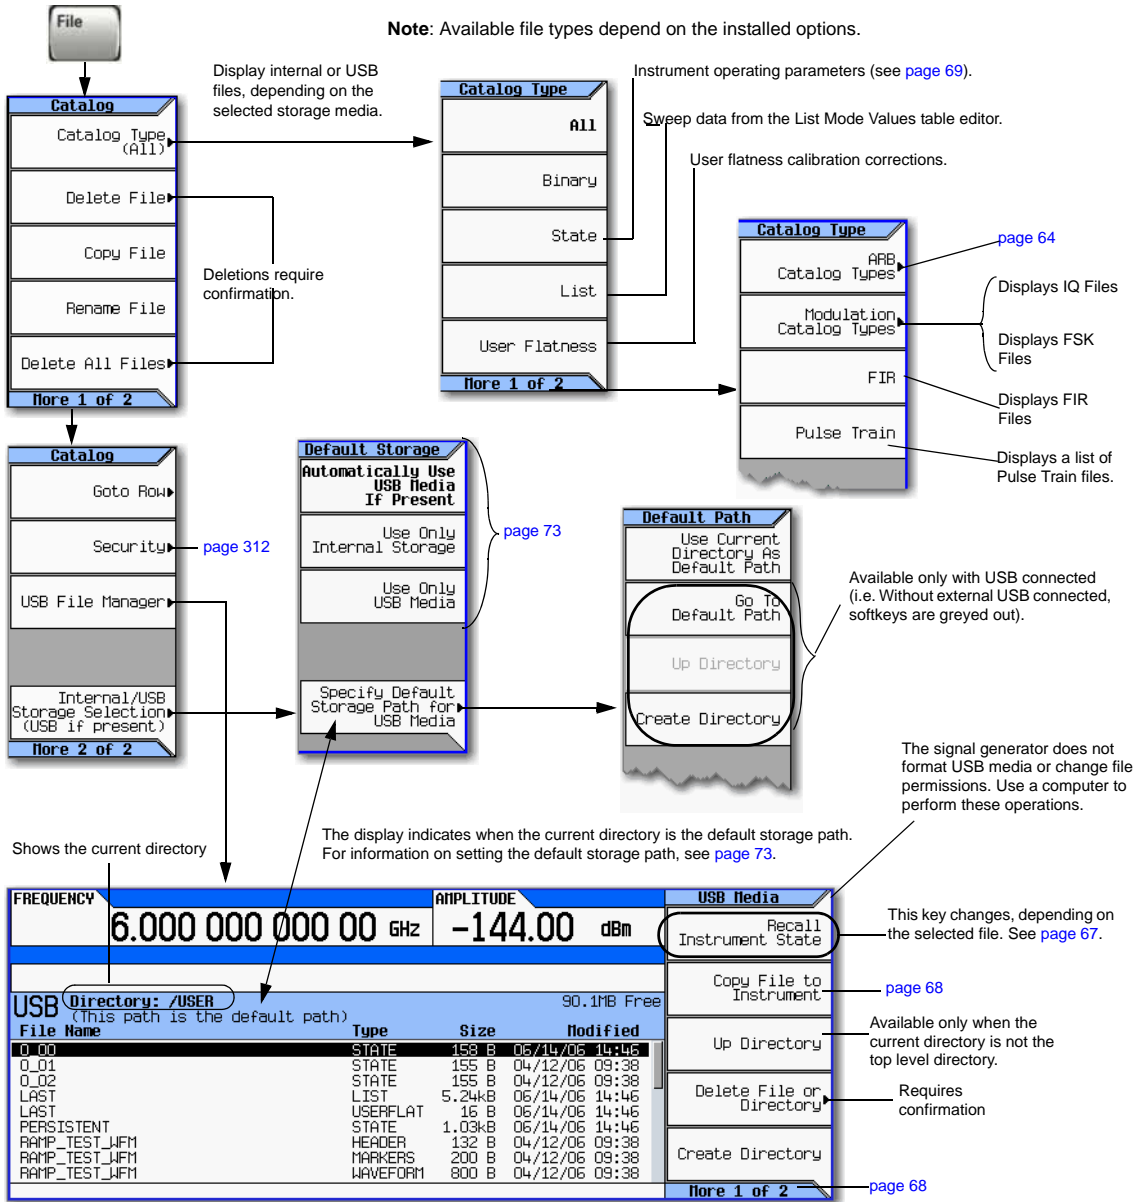 File
Note: Available file types depend on the installed options.
Display internal or USB
files, depending on the
selected storage media.
Catalog
Catalog Type
(All)
Delete File
Copy File
Rename File
Delete All Files
More 1 of 2
Deletions require
confirmation.
Catalog Type
All
Binary
State
List
User Flatness
More 1 of 2
Instrument operating parameters (see page 69).
Sweep data from the List Mode Values table editor.
User flatness calibration corrections.
Catalog Type
ARB
Catalog Types
Modulation
Catalog Types
FIR
Pulse Train
page 64
Displays IQ Files
Displays FSK
Files
Displays FIR
Files
Displays a list of
Pulse Train files.
Catalog
Goto Row
Security
USB File Manager
Internal/USB
Storage Selection
(USB if present)
More 2 of 2
page 312
Default Storage
Automatically Use
USB Media
If Present
Use Only
Internal Storage
Use Only
USB Media
Specify Default
Storage Path for
USB Media
page 73
Default Path
Use Current
Directory As
Default Path
Go To
Default Path
Up Directory
Create Directory
Available only with USB connected
(i.e. Without external USB connected,
softkeys are greyed out).
The signal generator does not
format USB media or change file
permissions. Use a computer to
perform these operations.
Shows the current directory
The display indicates when the current directory is the default storage path.
For information on setting the default storage path, see page 73.
FREQUENCY
6.000 000 000 00 GHz
AMPLITUDE
-144.00 dBm
USB Directory: /USER
(This path is the default path)
90.1MB Free
File Name Type Size Modified
0_00 STATE 158 B 06/14/06 14:46
0_01 STATE 155 B 04/12/06 09:38
0_02 STATE 155 B 04/12/06 09:38
LAST LIST 5.24kB 06/14/06 14:46
LAST USERFLAT 16 B 06/14/06 14:46
PERSISTENT STATE 1.03kB 06/14/06 14:46
RAMP_TEST_WFM HEADER 132 B 04/12/06 09:38
RAMP_TEST_WFM MARKERS 200 B 04/12/06 09:38
RAMP_TEST_WFM WAVEFORM 800 B 04/12/06 09:38
USB Media
Recall
Instrument State
Copy File to
Instrument
Up Directory
Delete File or
Directory
Create Directory
More 1 of 2
This key changes, depending on
the selected file. See page 67.
page 68
Available only when the
current directory is not the
top level directory.
Requires
confirmation
page 68